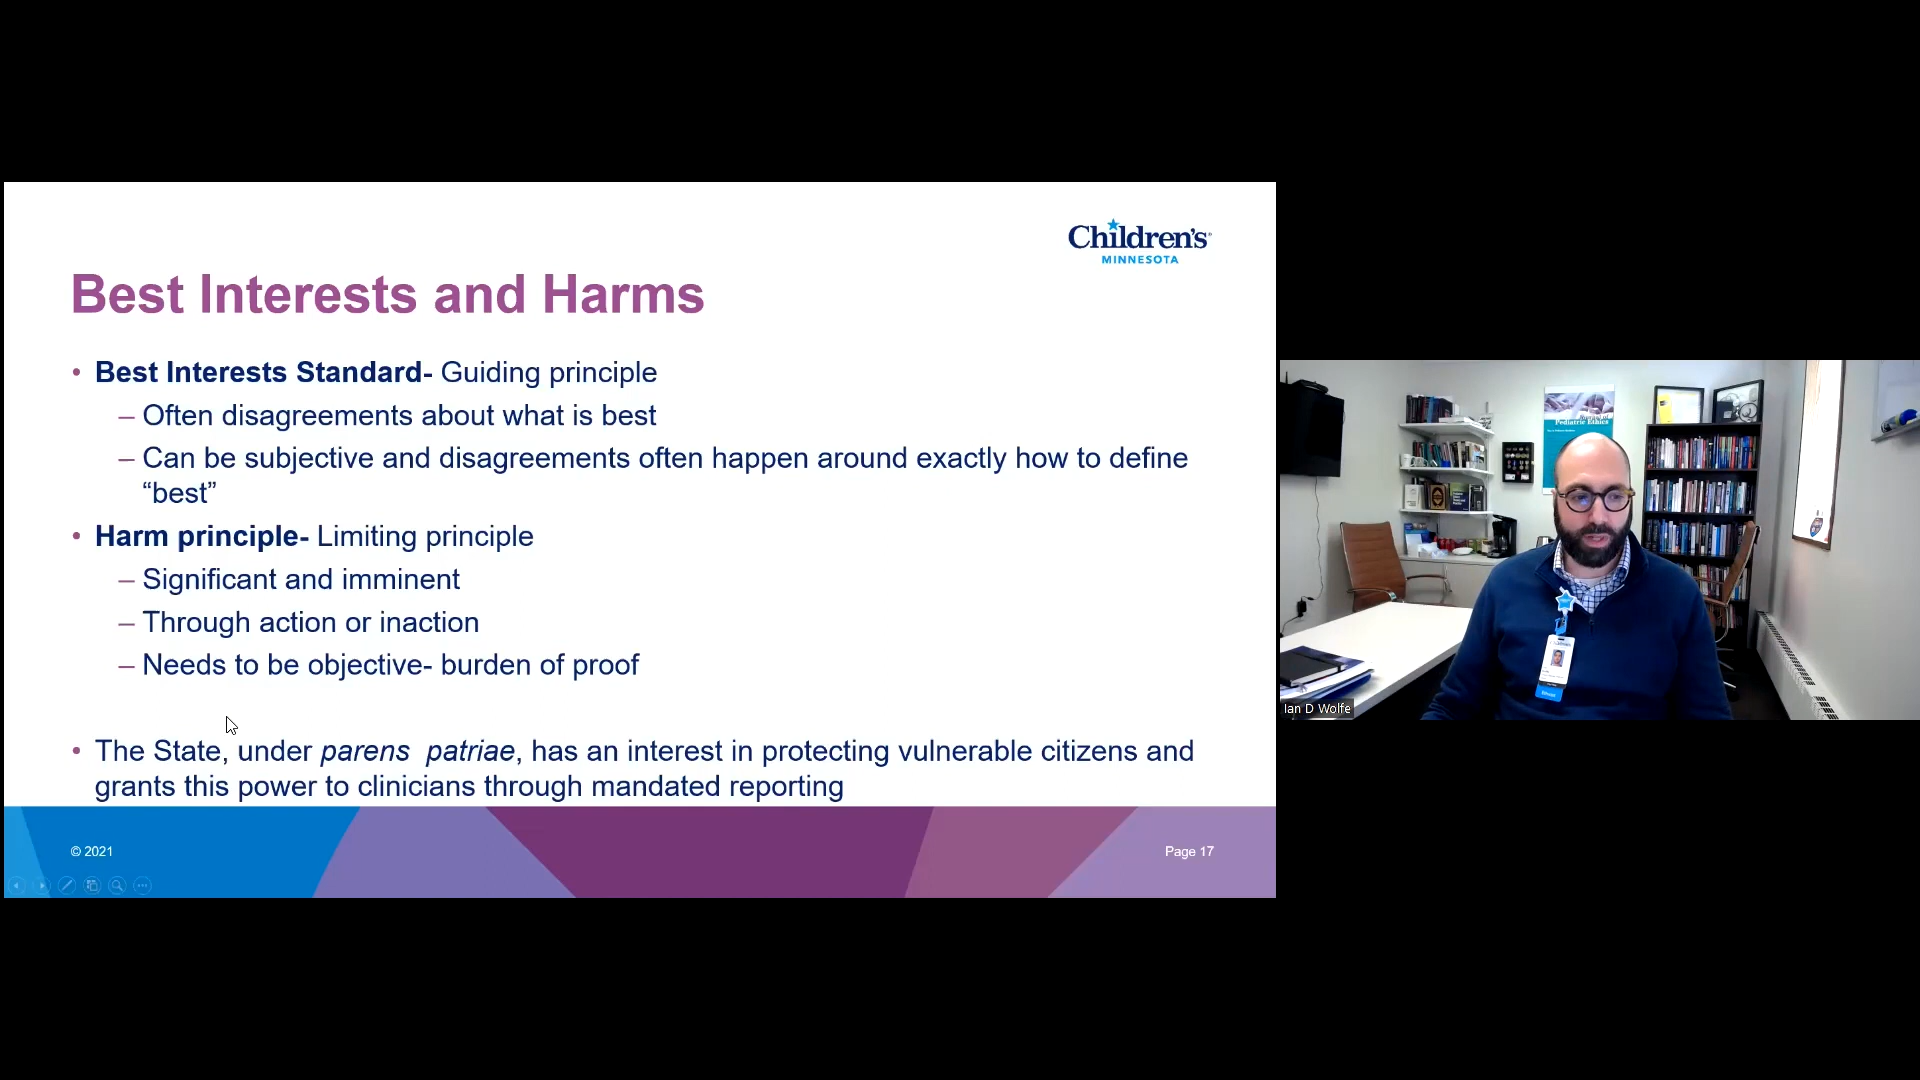 Children's
MINNESOTA
Best Interests and Harms
• Best Interests Standard- Guiding principle
– Often disagreements about what is best
– Can be subjective and disagreements often happen around exactly how to define
“best”
• Harm principle- Limiting principle
– Significant and imminent
– Through action or inaction
– Needs to be objective- burden of proof
• The State, under parens patriae, has an interest in protecting vulnerable citizens and
grants this power to clinicians through mandated reporting
© 2021
Page 17
Pediatric Ethics
Ian D Wolfe